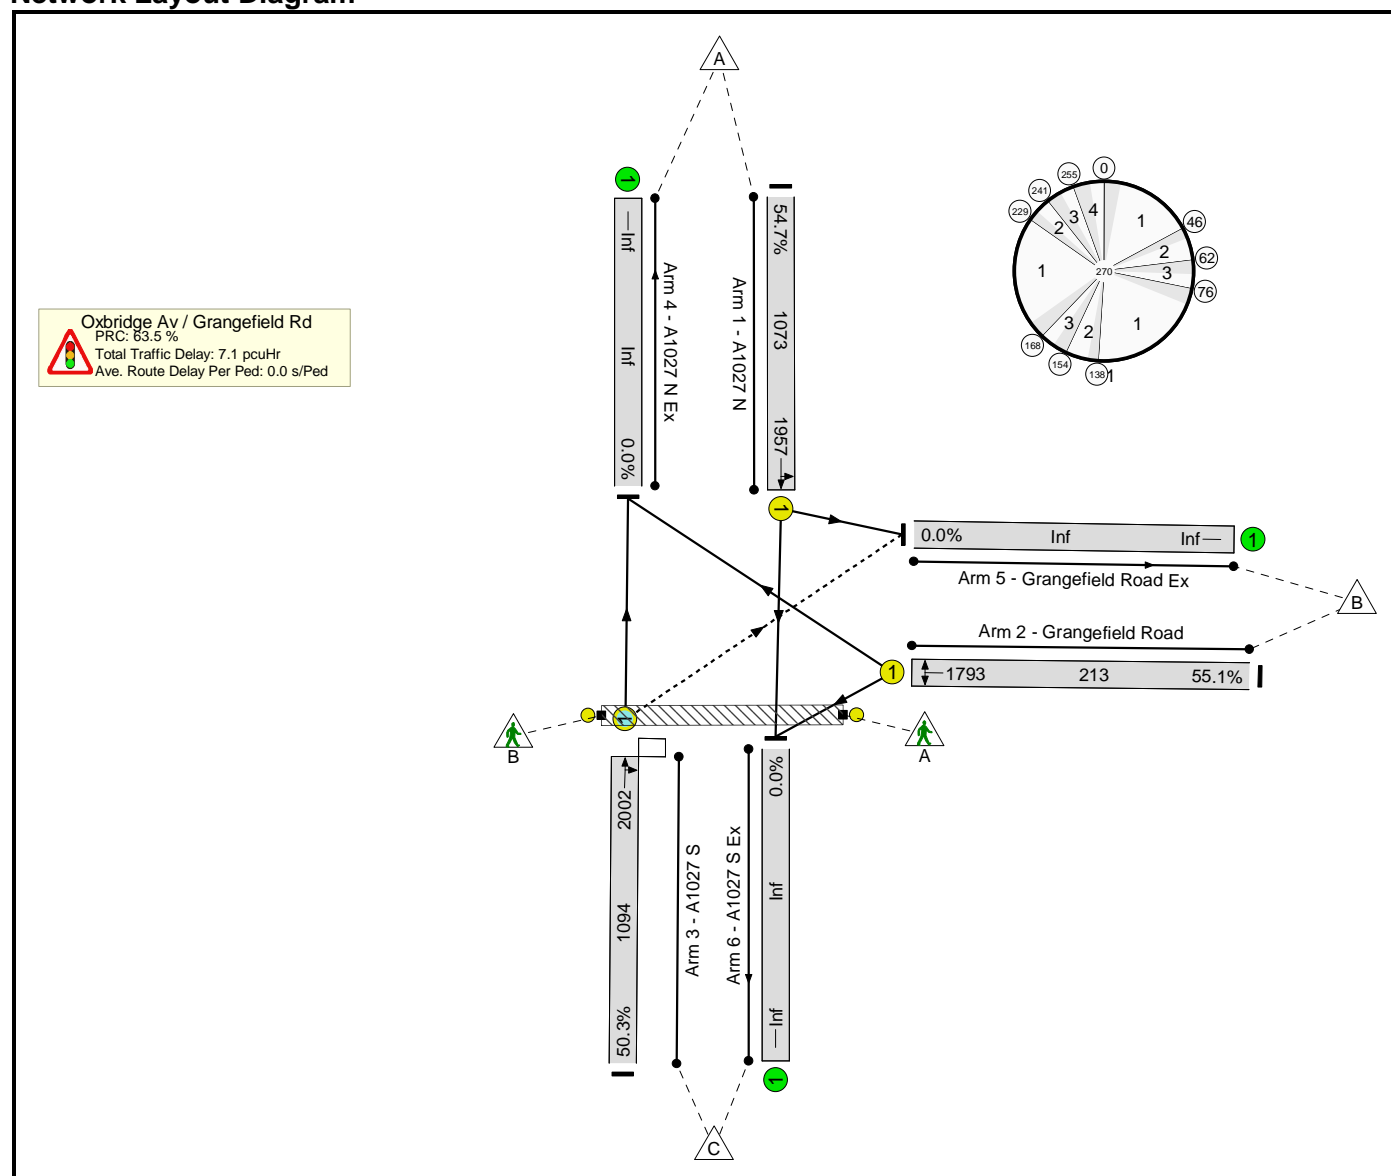 Network Layout Diagram
A
0
255
241
229
4
3
2
1
46
2
62
3
76
1
270
1
3
2
168
154
138
1
1
Inf
Inf
0.0%
Arm 4 - A1027 N Ex
Arm 1 - A1027 N
54.7%
1073
1957
Oxbridge Av / Grangefield Rd
PRC: 63.5 %
Total Traffic Delay: 7.1 pcuHr
Ave. Route Delay Per Ped: 0.0 s/Ped
1
0.0%
Inf
Inf
1
Arm 5 - Grangefield Road Ex
B
Arm 2 - Grangefield Road
1
1793
213
55.1%
1
B
A
2002
1094
50.3%
Arm 3 - A1027 S
Arm 6 - A1027 S Ex
0.0%
Inf
Inf
1
C